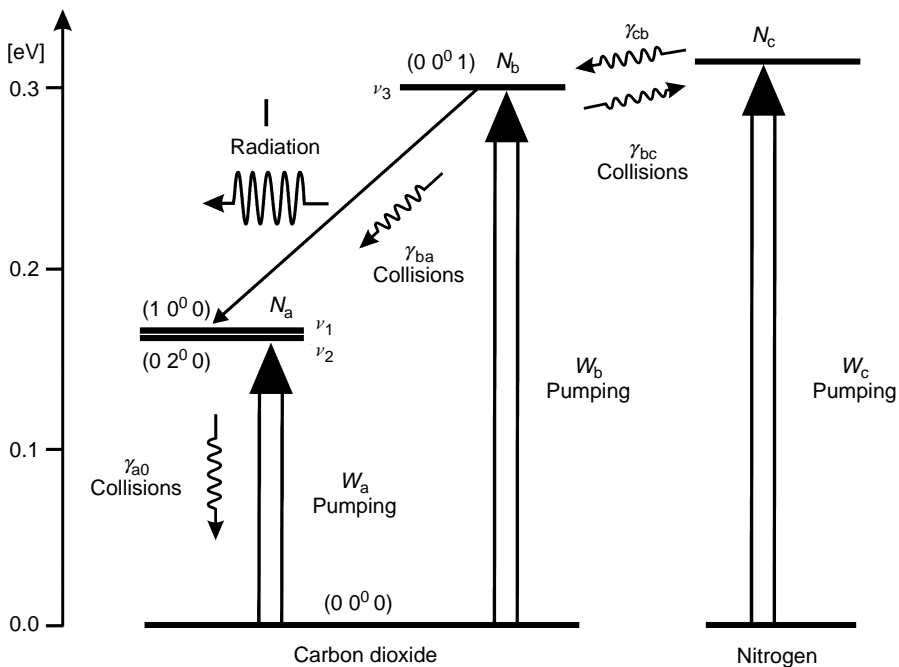 [eV]
0.3
0.2
0.1
0.0
(0 0⁰ 1)
N_b
ν₃
γ_cb
N_c
γ_bc
Collisions
I
Radiation
γ_ba
Collisions
(1 0⁰ 0)
N_a
ν₁
(0 2⁰ 0)
ν₂
γ_a0
Collisions
W_a
Pumping
W_b
Pumping
W_c
Pumping
(0 0⁰ 0)
Carbon dioxide
Nitrogen